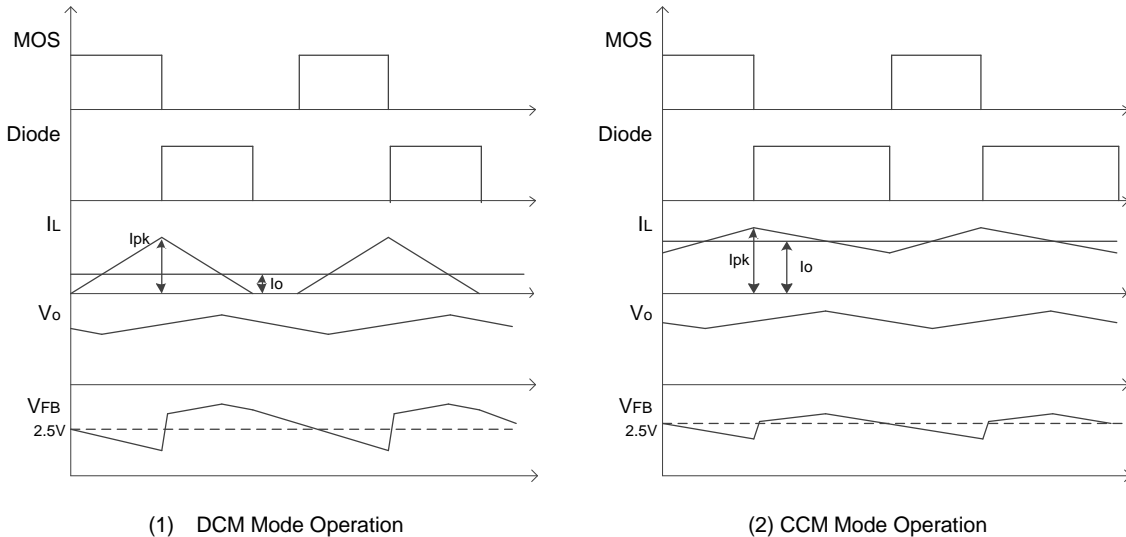 MOS
Diode
IL
Ipk
Io
Vo
VFB
2.5V
(1) DCM Mode Operation
MOS
Diode
IL
Ipk
Io
Vo
VFB
2.5V
(2) CCM Mode Operation